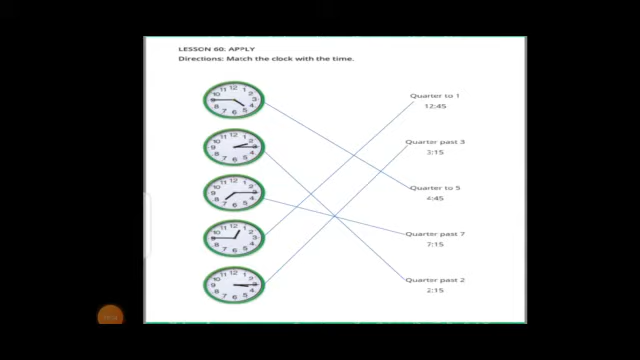 LESSON 60: APPLY
Directions: Match the clock with the time.
Quarter to 1
12:45
Quarter past 3
3:15
Quarter to 5
4:45
Quarter past 7
7:15
Quarter past 2
2:15